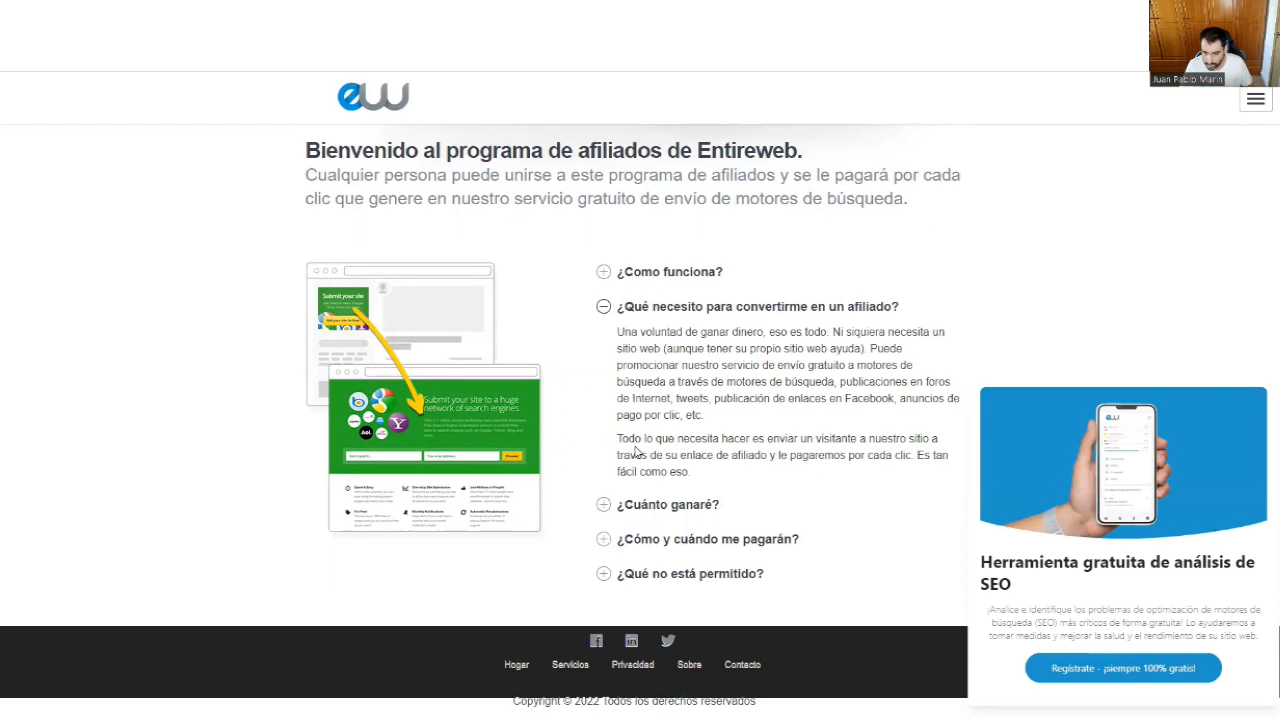 Juan Pablo Marin
ew
Bienvenido al programa de afiliados de Entireweb.
Cualquier persona puede unirse a este programa de afiliados y se le pagará por cada
clic que genere en nuestro servicio gratuito de envío de motores de búsqueda.
Submit your site
Submit your site to a huge
network of search engines.
Aol.
¿Como funciona?
¿Qué necesito para convertirme en un afiliado?
Una voluntad de ganar dinero, eso es todo. Ni siquiera necesita un
sitio web (aunque tener su propio sitio web ayuda). Puede
promocionar nuestro servicio de envío gratuito a motores de
búsqueda a través de motores de búsqueda, publicaciones en foros
de Internet, tweets, publicación de enlaces en Facebook, anuncios de
pago por clic, etc.
Todo lo que necesita hacer es enviar un visitante a nuestro sitio a
través de su enlace de afiliado y le pagaremos por cada clic. Es tan
fácil como eso.
¿Cuánto ganaré?
¿Cómo y cuándo me pagarán?
¿Qué no está permitido?
Herramienta gratuita de análisis de
SEO
¡Analice e identifique los problemas de optimización de motores de
búsqueda (SEO) más críticos de forma gratuita! Lo ayudaremos a
tomar medidas y mejorar la salud y el rendimiento de su sitio web.
Regístrate - ¡siempre 100% gratis!
Hogar Servicios Privacidad Sobre Contacto
Copyright © 2022 Todos los derechos reservados